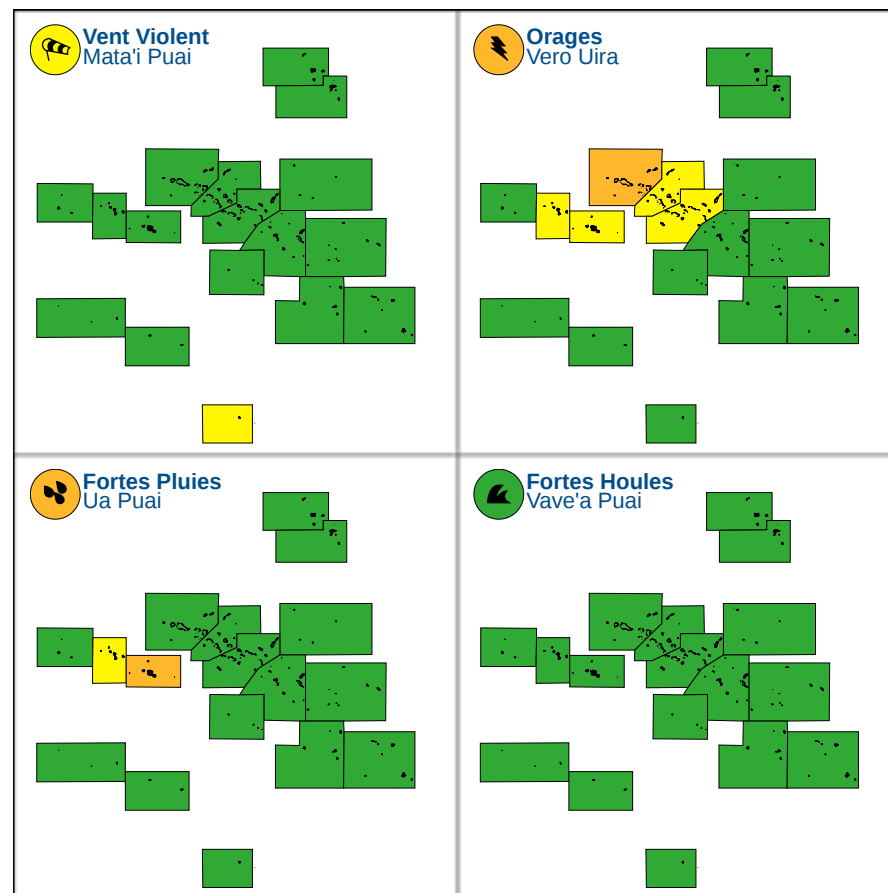 Vent Violent
Mata'i Puai
Orages
Vero Uira
Fortes Pluies
Ua Puai
Fortes Houles
Vave'a Puai